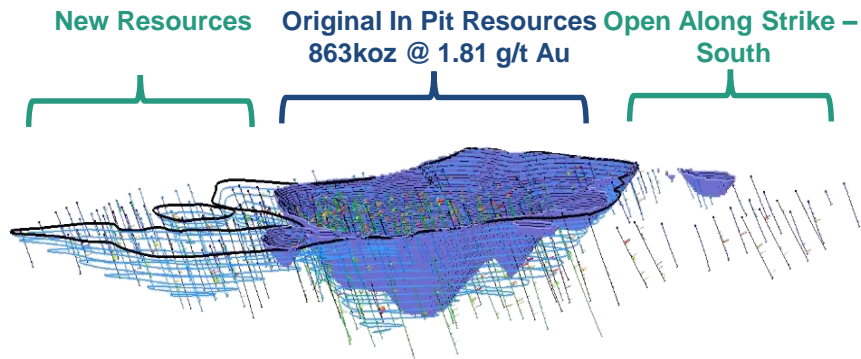 New Resources
Original In Pit Resources
863koz @ 1.81 g/t Au
Open Along Strike –
South